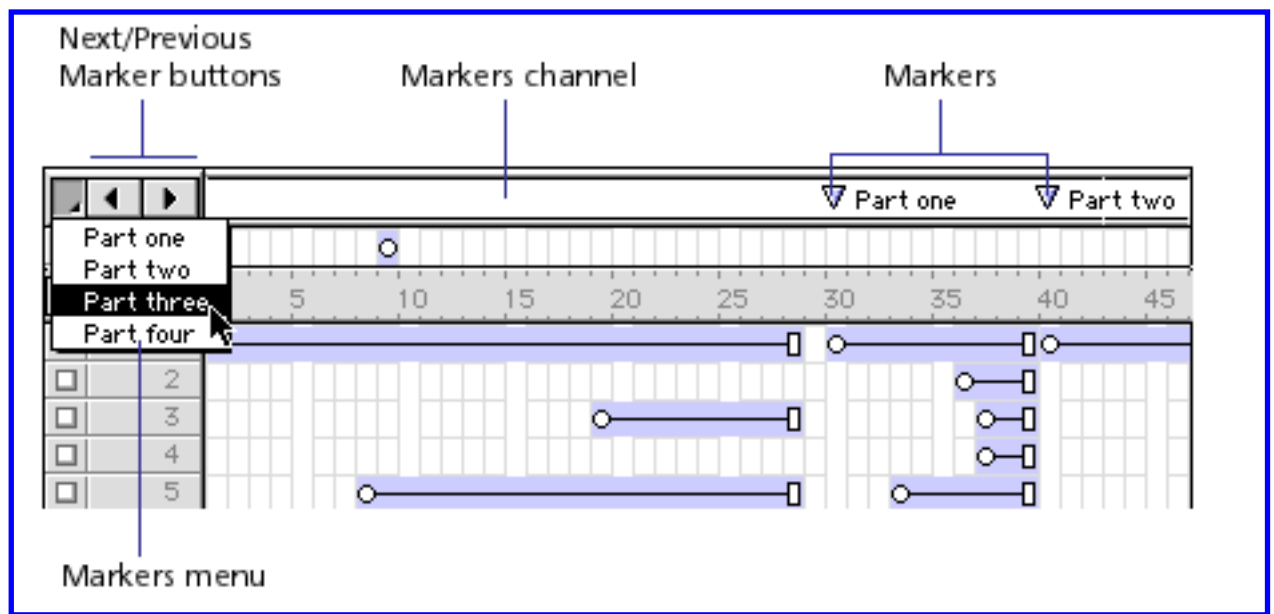 Next/Previous
Marker buttons
Markers channel
Markers
Part one
Part two
Part one
Part two
Part three
Part four
5 10 15 20 25 30 35 40 45
2
3
4
5
Markers menu